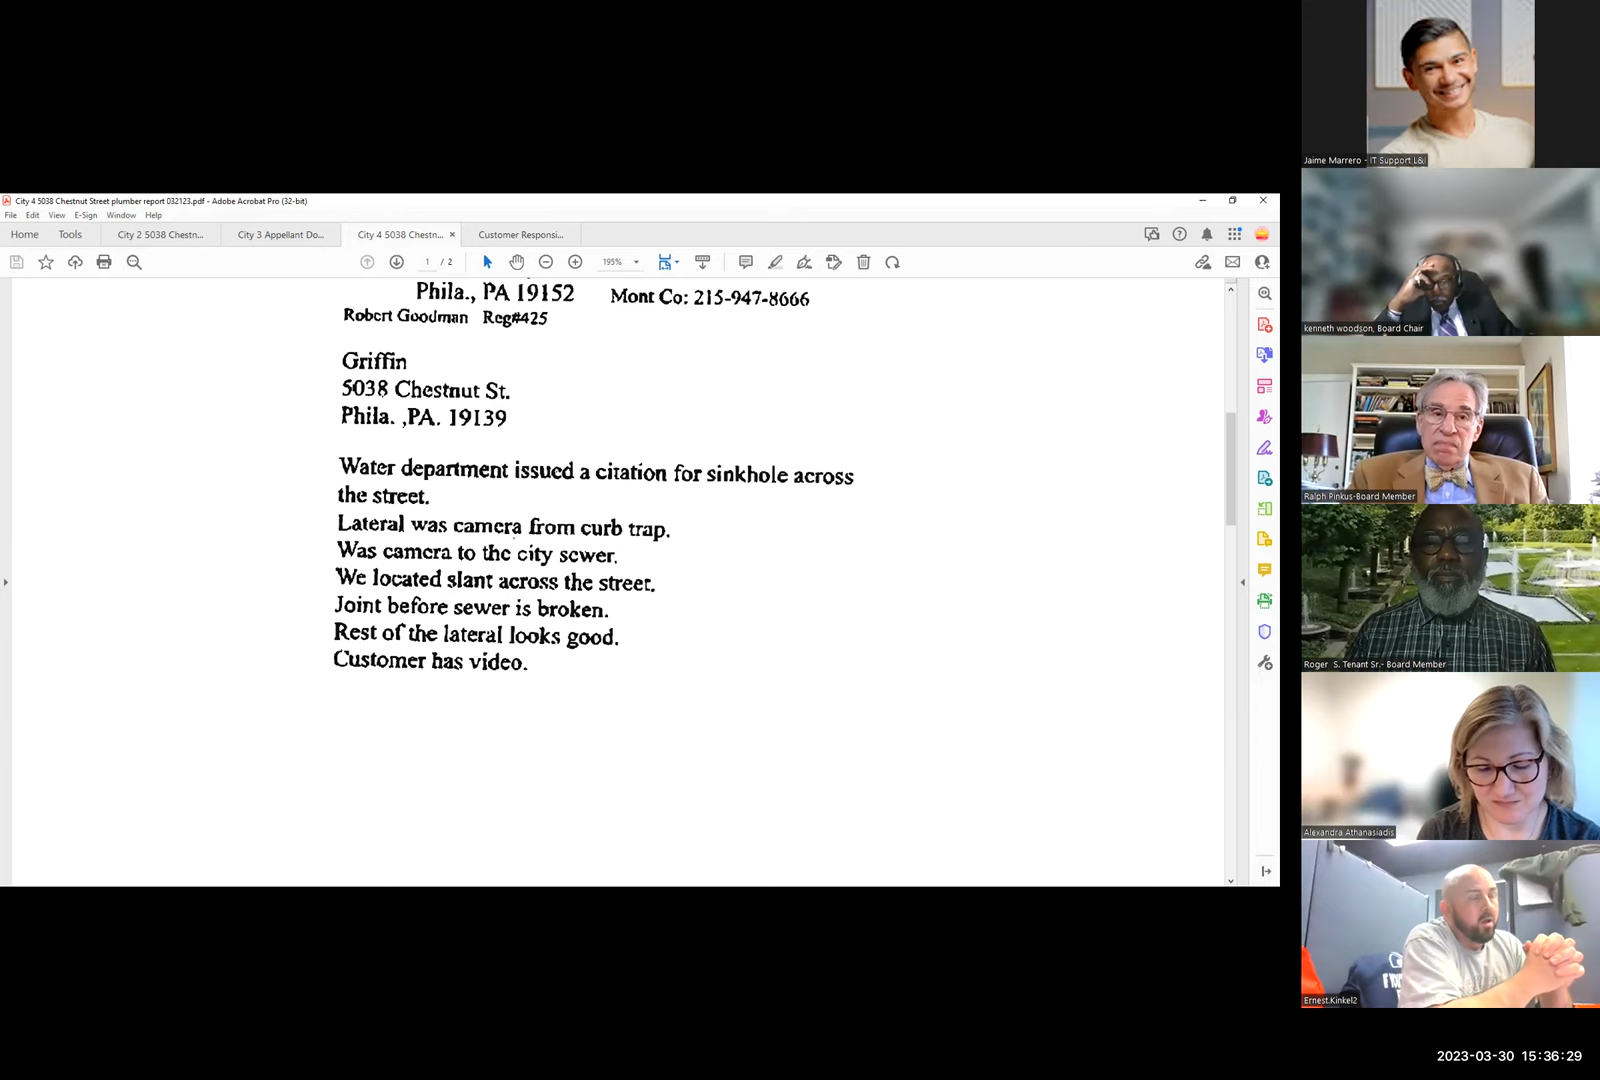 City 4 5038 Chestnut Street plumber report 032123.pdf - Adobe Acrobat Pro (32-bit)
File Edit View E-Sign Window Help
Home Tools City 2 5038 Chestn... City 3 Appellant Do... City 4 5038 Chestn... × Customer Responsi...
1 / 2 195%
Phila., PA 19152 Mont Co: 215-947-8666
Robert Goodman Reg#425
Griffin
5038 Chestnut St.
Phila. ,PA. 19139
Water department issued a citation for sinkhole across
the street.
Lateral was camera from curb trap.
Was camera to the city sewer.
We located slant across the street.
Joint before sewer is broken.
Rest of the lateral looks good.
Customer has video.
Jaime Marrero - IT Support L&I
kenneth woodson, Board Chair
Ralph Pinkus-Board Member
Roger S. Tenant Sr.- Board Member
Alexandra Athanasiadis
Ernest.Kinkel2
2023-03-30 15:36:29